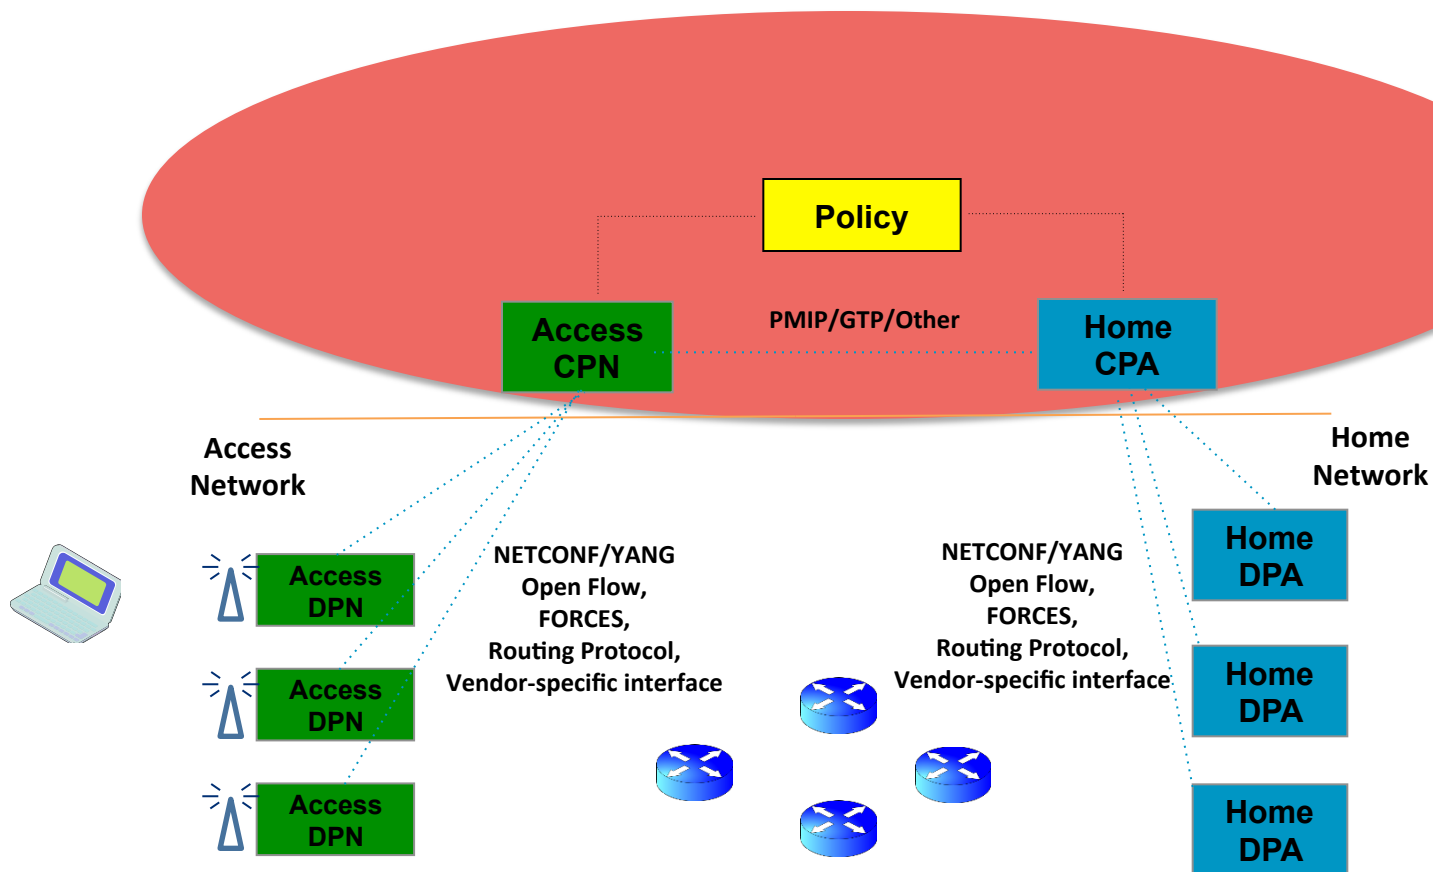 Policy
Access
CPN
PMIP/GTP/Other
Home
CPA
Access
Network
Home
Network
Access
DPN
NETCONF/YANG
Open Flow,
FORCES,
Routing Protocol,
Vendor-specific interface
NETCONF/YANG
Open Flow,
FORCES,
Routing Protocol,
Vendor-specific interface
Home
DPA
Access
DPN
Home
DPA
Access
DPN
Home
DPA